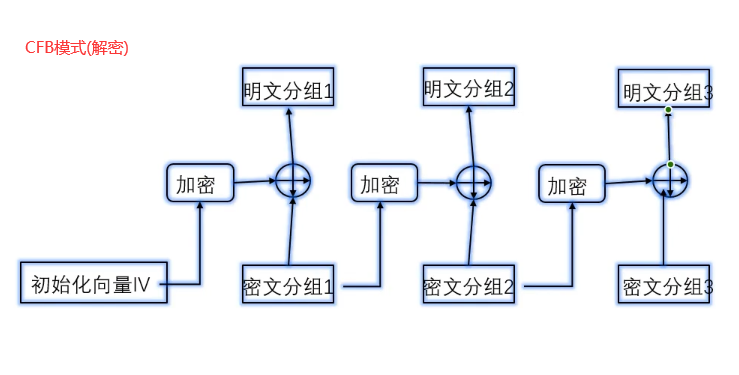 CFB模式(解密)
明文分组1
明文分组2
明文分组3
加密
加密
加密
初始化向量IV
密文分组1
密文分组2
密文分组3